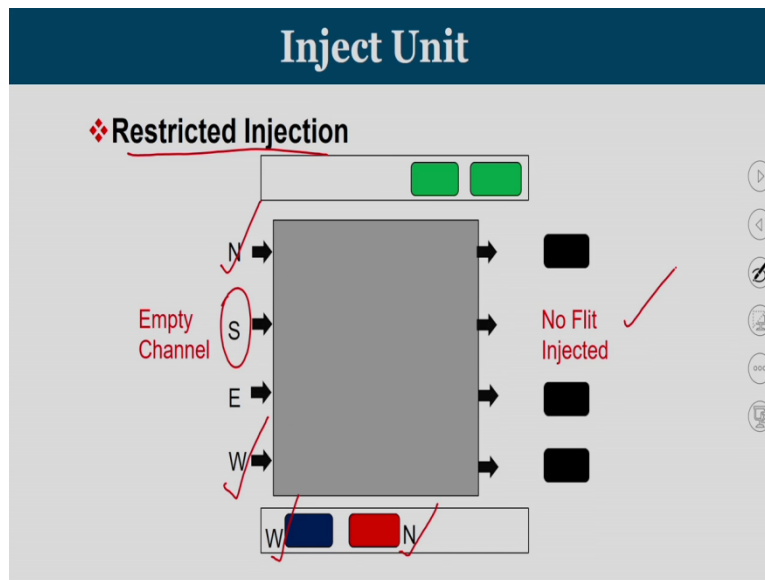 Inject Unit
Restricted Injection
N
Empty
Channel
S
E
W
No Flit
Injected
W
N